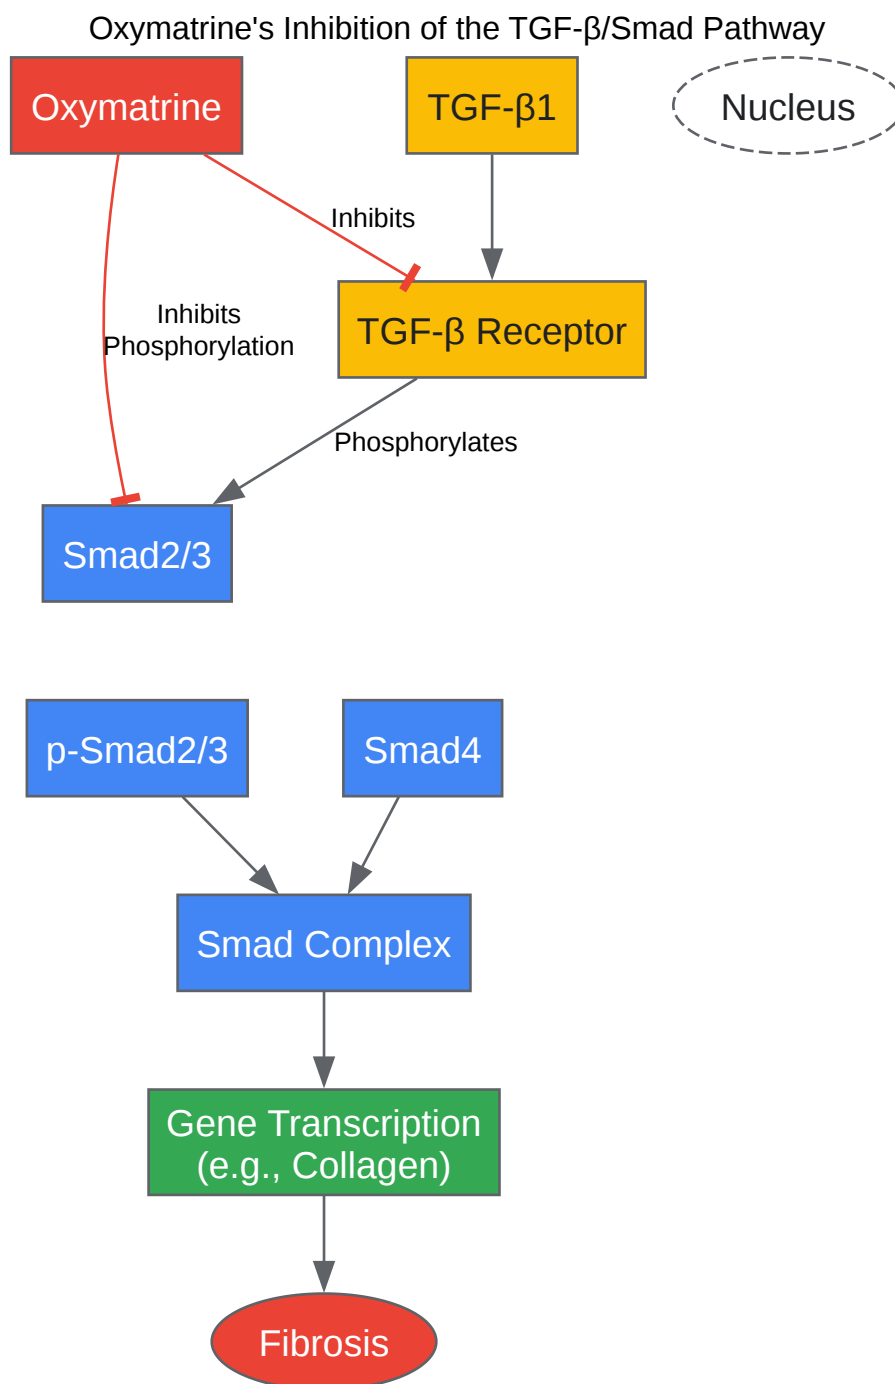 Oxymatrine's Inhibition of the TGF-β/Smad Pathway
Oxymatrine
TGF-β1
Nucleus
Inhibits
Inhibits
Phosphorylation
TGF-β Receptor
Phosphorylates
Smad2/3
p-Smad2/3
Smad4
Smad Complex
Gene Transcription
(e.g., Collagen)
Fibrosis